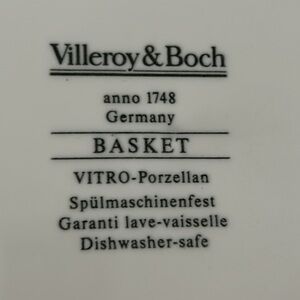 Villeroy & Boch
anno 1748
Germany
BASKET
VITRO-Porzellan
Spülmaschinenfest
Garanti lave-vaisselle
Dishwasher-safe